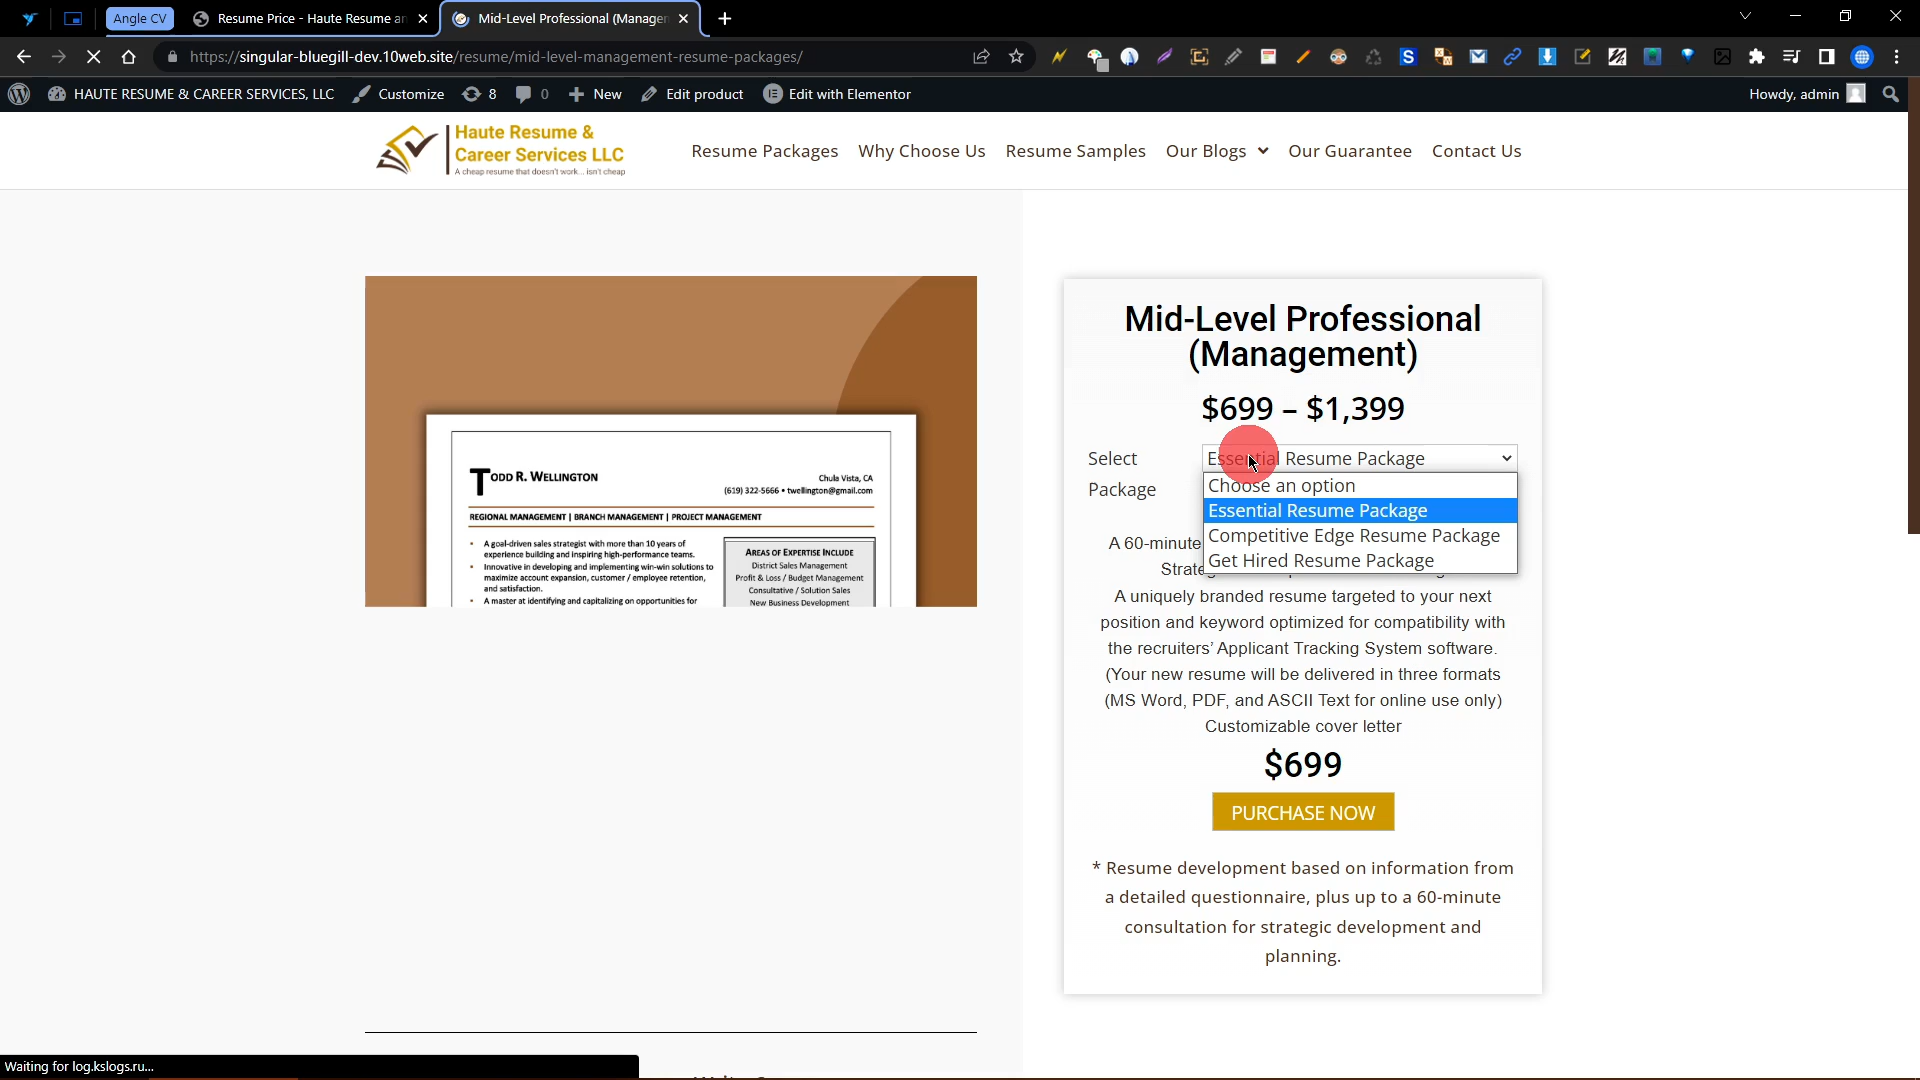 Angle CV
Resume Price - Haute Resume an
Mid-Level Professional (Managem
https://singular-bluegill-dev.10web.site/resume/mid-level-management-resume-packages/
HAUTE RESUME & CAREER SERVICES, LLC
Customize
8
0
New
Edit product
Edit with Elementor
Howdy, admin
Haute Resume &
Career Services LLC
A cheap resume that doesn't work... isn't cheap
Resume Packages
Why Choose Us
Resume Samples
Our Blogs
Our Guarantee
Contact Us
TODD R. WELLINGTON
Chula Vista, CA
(619) 322-5666 • twellington@gmail.com
REGIONAL MANAGEMENT | BRANCH MANAGEMENT | PROJECT MANAGEMENT
• A goal-driven sales strategist with more than 10 years of
experience building and inspiring high-performance teams.
• Innovative in developing and implementing win-win solutions to
maximize account expansion, customer / employee retention,
and satisfaction.
• A master at identifying and capitalizing on opportunities for
AREAS OF EXPERTISE INCLUDE
District Sales Management
Profit & Loss / Budget Management
Consultative / Solution Sales
New Business Development
Mid-Level Professional
(Management)
$699 – $1,399
Select
Package
Essential Resume Package
Choose an option
Essential Resume Package
Competitive Edge Resume Package
Get Hired Resume Package
A 60-minute
A uniquely branded resume targeted to your next
position and keyword optimized for compatibility with
the recruiters' Applicant Tracking System software.
(Your new resume will be delivered in three formats
(MS Word, PDF, and ASCII Text for online use only)
Customizable cover letter
$699
PURCHASE NOW
* Resume development based on information from
a detailed questionnaire, plus up to a 60-minute
consultation for strategic development and
planning.
Waiting for log.kslogs.ru...